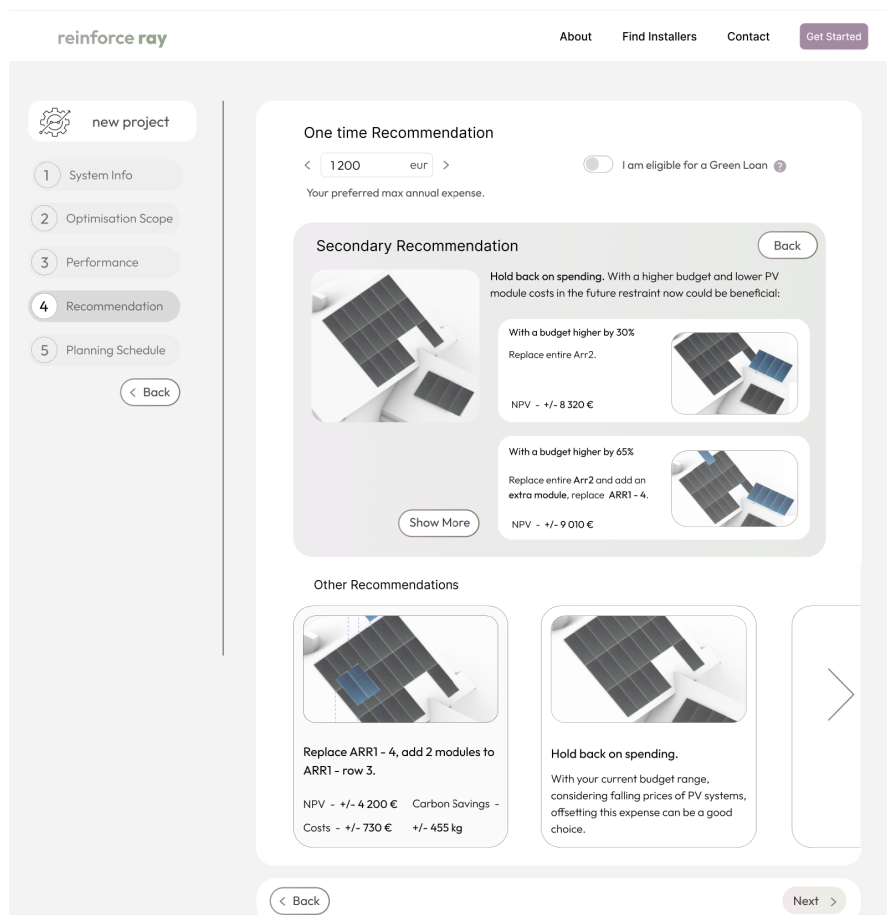 reinforce ray
About
Find Installers
Contact
Get Started
new project
1 System Info
2 Optimisation Scope
3 Performance
4 Recommendation
5 Planning Schedule
< Back
One time Recommendation
< 1200 eur >
I am eligible for a Green Loan ?
Your preferred max annual expense.
Secondary Recommendation
Back
Hold back on spending. With a higher budget and lower PV
module costs in the future restraint now could be beneficial:
With a budget higher by 30%
Replace entire Arr2.
NPV - +/- 8 320 €
With a budget higher by 65%
Replace entire Arr2 and add an
extra module, replace ARR1 - 4.
NPV - +/- 9 010 €
Show More
Other Recommendations
Replace ARR1 - 4, add 2 modules to
ARR1 - row 3.
NPV - +/- 4 200 €
Carbon Savings -
Costs - +/- 730 €
+/- 455 kg
Hold back on spending.
With your current budget range,
considering falling prices of PV systems,
offsetting this expense can be a good
choice.
< Back
Next >